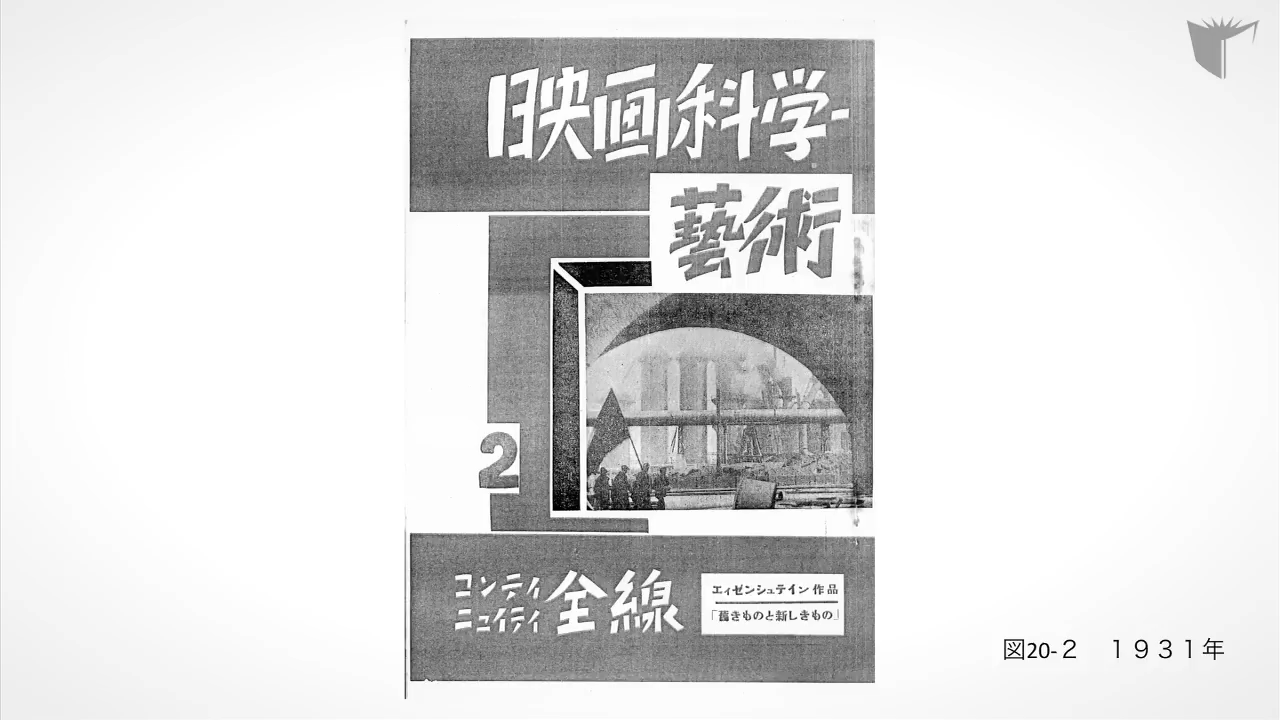 映画科学
藝術
2
コンティ
ニュイティ
全線
エィゼンシュテイン作品
「舊きものと新しきもの」
図20-２　１９３１年